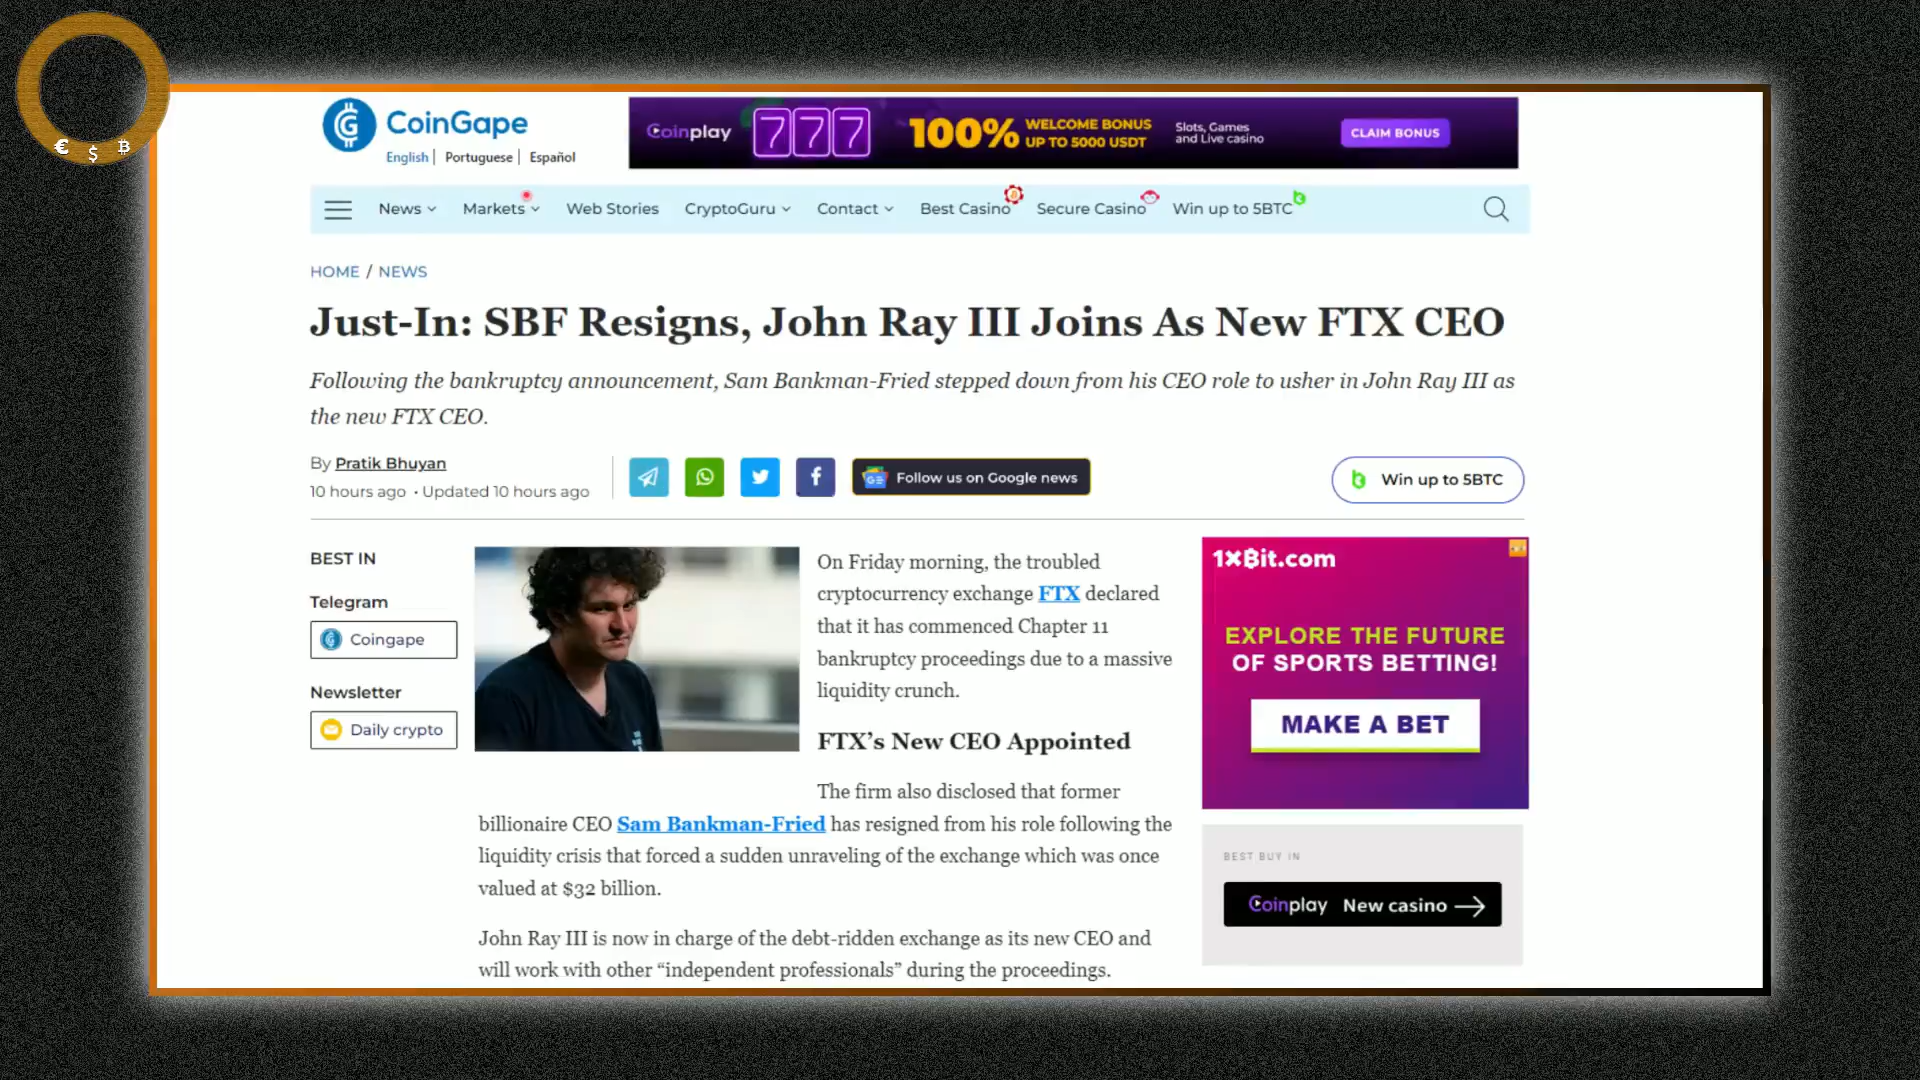 € $ ₿
CoinGape
English | Portuguese | Español
Coinplay 777 100% WELCOME BONUS
UP TO 5000 USDT
Slots, Games
and Live casino
CLAIM BONUS
News Markets Web Stories CryptoGuru Contact Best Casino Secure Casino Win up to 5BTC
HOME / NEWS
Just-In: SBF Resigns, John Ray III Joins As New FTX CEO
Following the bankruptcy announcement, Sam Bankman-Fried stepped down from his CEO role to usher in John Ray III as
the new FTX CEO.
By Pratik Bhuyan
10 hours ago • Updated 10 hours ago
Follow us on Google news
Win up to 5BTC
BEST IN
Telegram
Coingape
Newsletter
Daily crypto
On Friday morning, the troubled
cryptocurrency exchange FTX declared
that it has commenced Chapter 11
bankruptcy proceedings due to a massive
liquidity crunch.
FTX’s New CEO Appointed
The firm also disclosed that former
billionaire CEO Sam Bankman-Fried has resigned from his role following the
liquidity crisis that forced a sudden unraveling of the exchange which was once
valued at $32 billion.
John Ray III is now in charge of the debt-ridden exchange as its new CEO and
will work with other “independent professionals” during the proceedings.
1XBit.com
EXPLORE THE FUTURE
OF SPORTS BETTING!
MAKE A BET
BEST BUY IN
Coinplay New casino